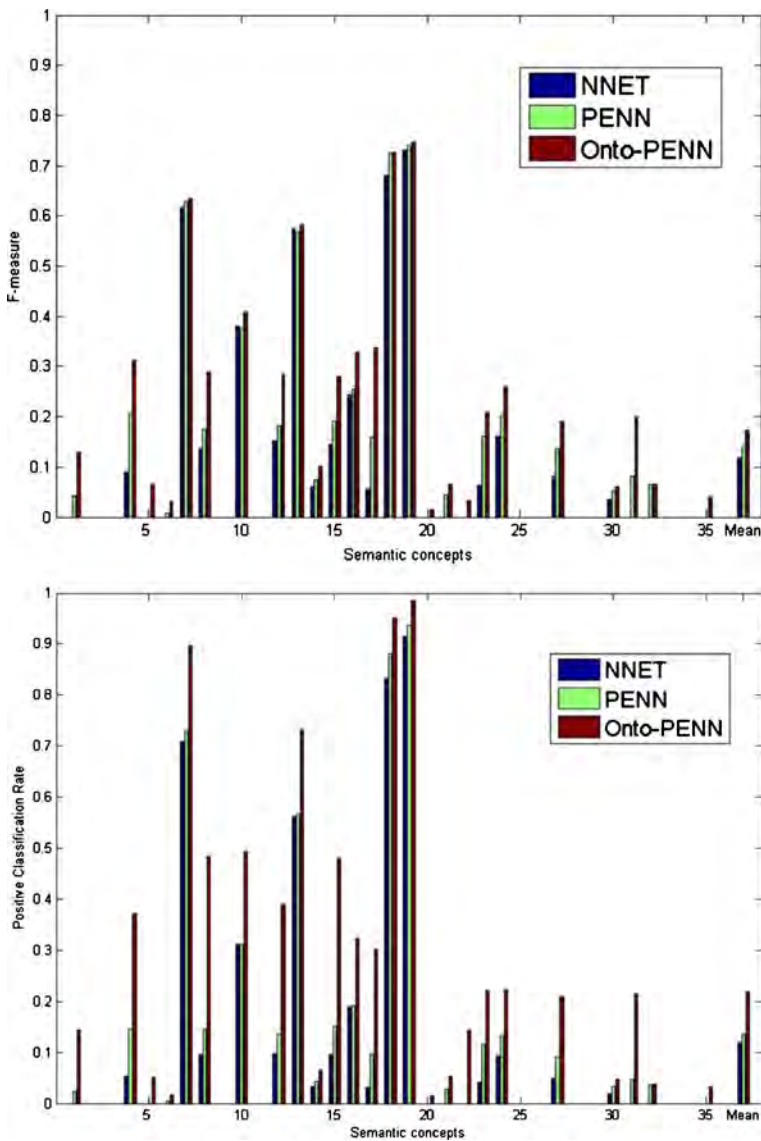 1
0.9
0.8
0.7
0.6
0.5
0.4
0.3
0.2
0.1
0
F-measure
NNET
PENN
Onto-PENN
5 10 15 20 25 30 35 Mean
Semantic concepts
1
0.9
0.8
0.7
0.6
0.5
0.4
0.3
0.2
0.1
0
Positive Classification Rate
NNET
PENN
Onto-PENN
5 10 15 20 25 30 35 Mean
Semantic concepts